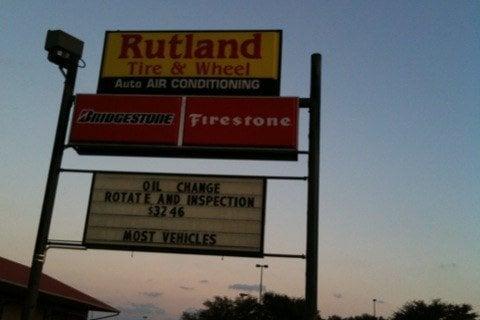 Rutland
Tire & Wheel
Auto AIR CONDITIONING
BRIDGESTONE Firestone
OIL CHANGE
ROTATE AND INSPECTION
$32 46
MOST VEHICLES